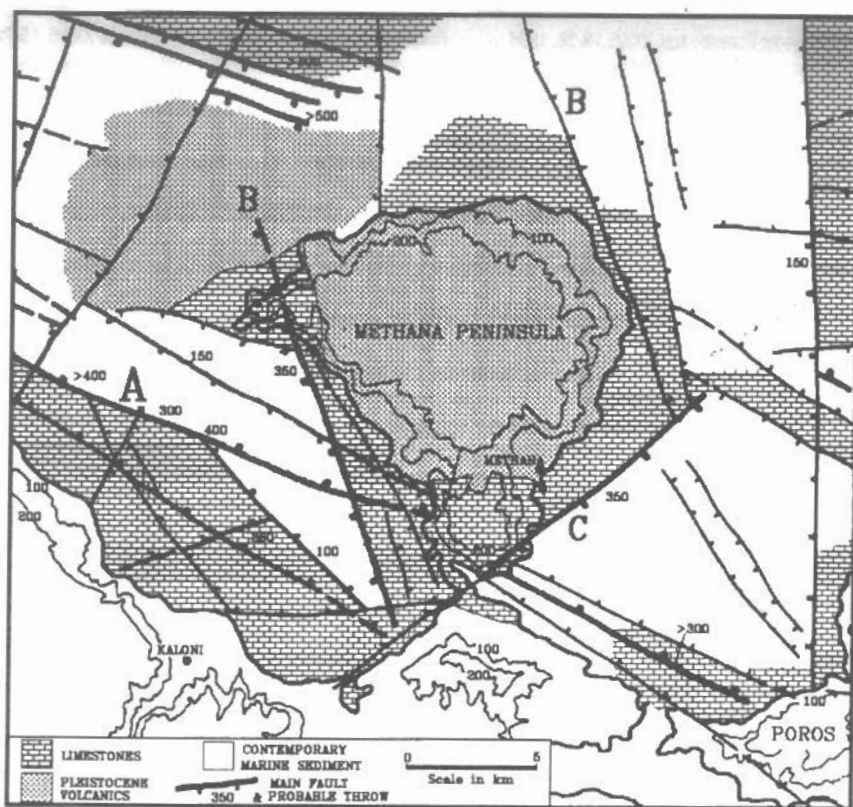 >500
>500
B
B
200
100
150
METHANA PENINSULA
150
350
>400
A
300
400
METHANA
350
C
100
200
350
100
200
>300
KALONI
100
200
100
POROS
LIMESTONES
CONTEMPORARY
MARINE SEDIMENT
0 5
Scale in km
PLEISTOCENE
VOLCANICS
350
MAIN FAULT
& PROBABLE THROW